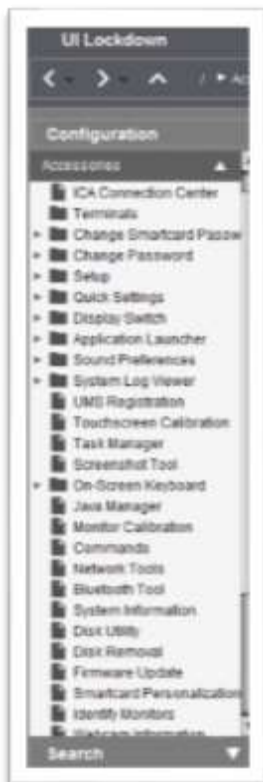 UI Lockdown
/
Configuration
Accessories
ICA Connection Center
Terminals
Change Smartcard Passw
Change Password
Setup
Quick Settings
Display Switch
Application Launcher
Sound Preferences
System Log Viewer
UMS Registration
Touchscreen Calibration
Task Manager
Screenshot Tool
On-Screen Keyboard
Java Manager
Monitor Calibration
Commands
Network Tools
Bluetooth Tool
System Information
Disk Utility
Disk Removal
Firmware Update
Smartcard Personalization
Identify Monitors
Webcam Information
Search